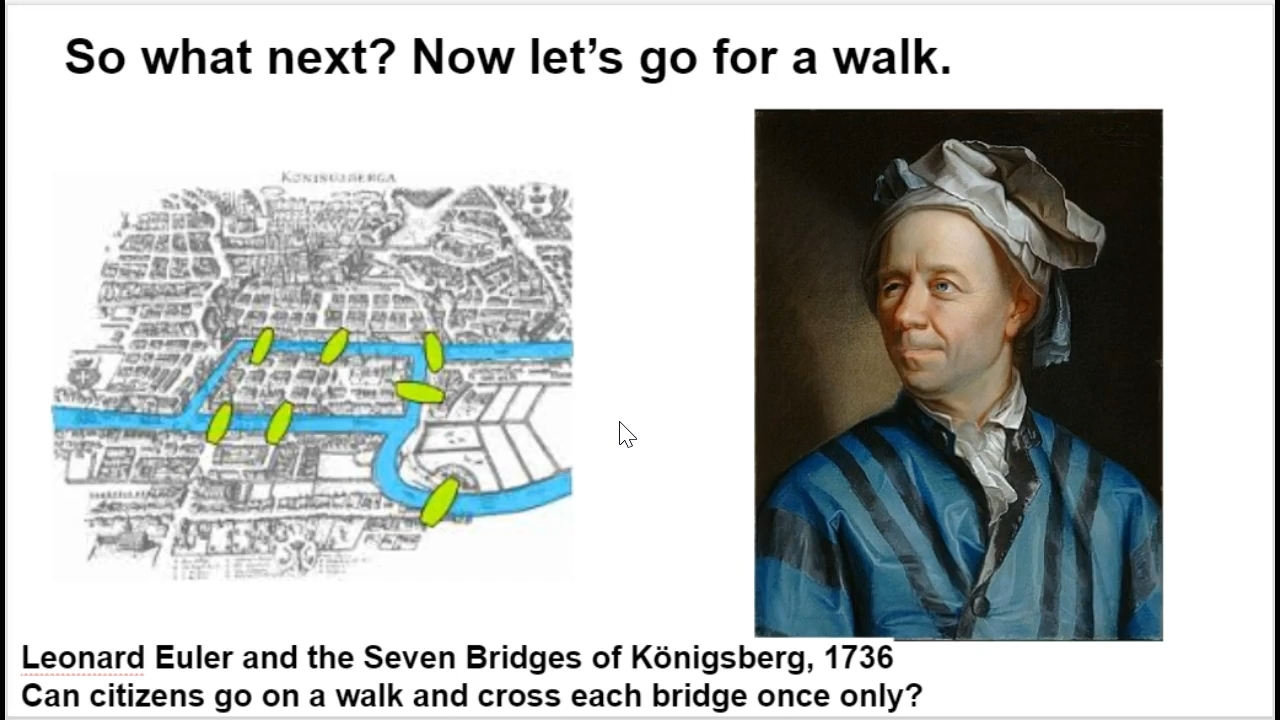 So what next? Now let’s go for a walk.
KONINGSBERGA
Leonard Euler and the Seven Bridges of Königsberg, 1736
Can citizens go on a walk and cross each bridge once only?